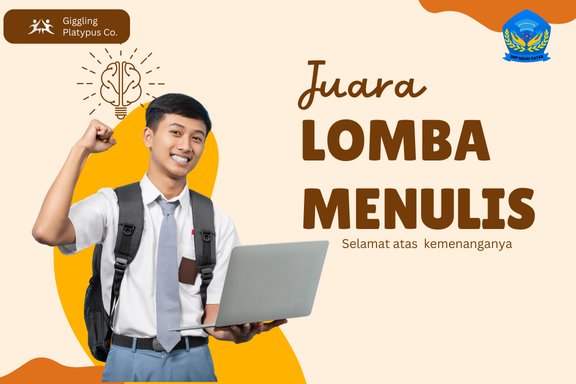 Giggling
Platypus Co.
Juara
LOMBA
MENULIS
Selamat atas kemenanganya